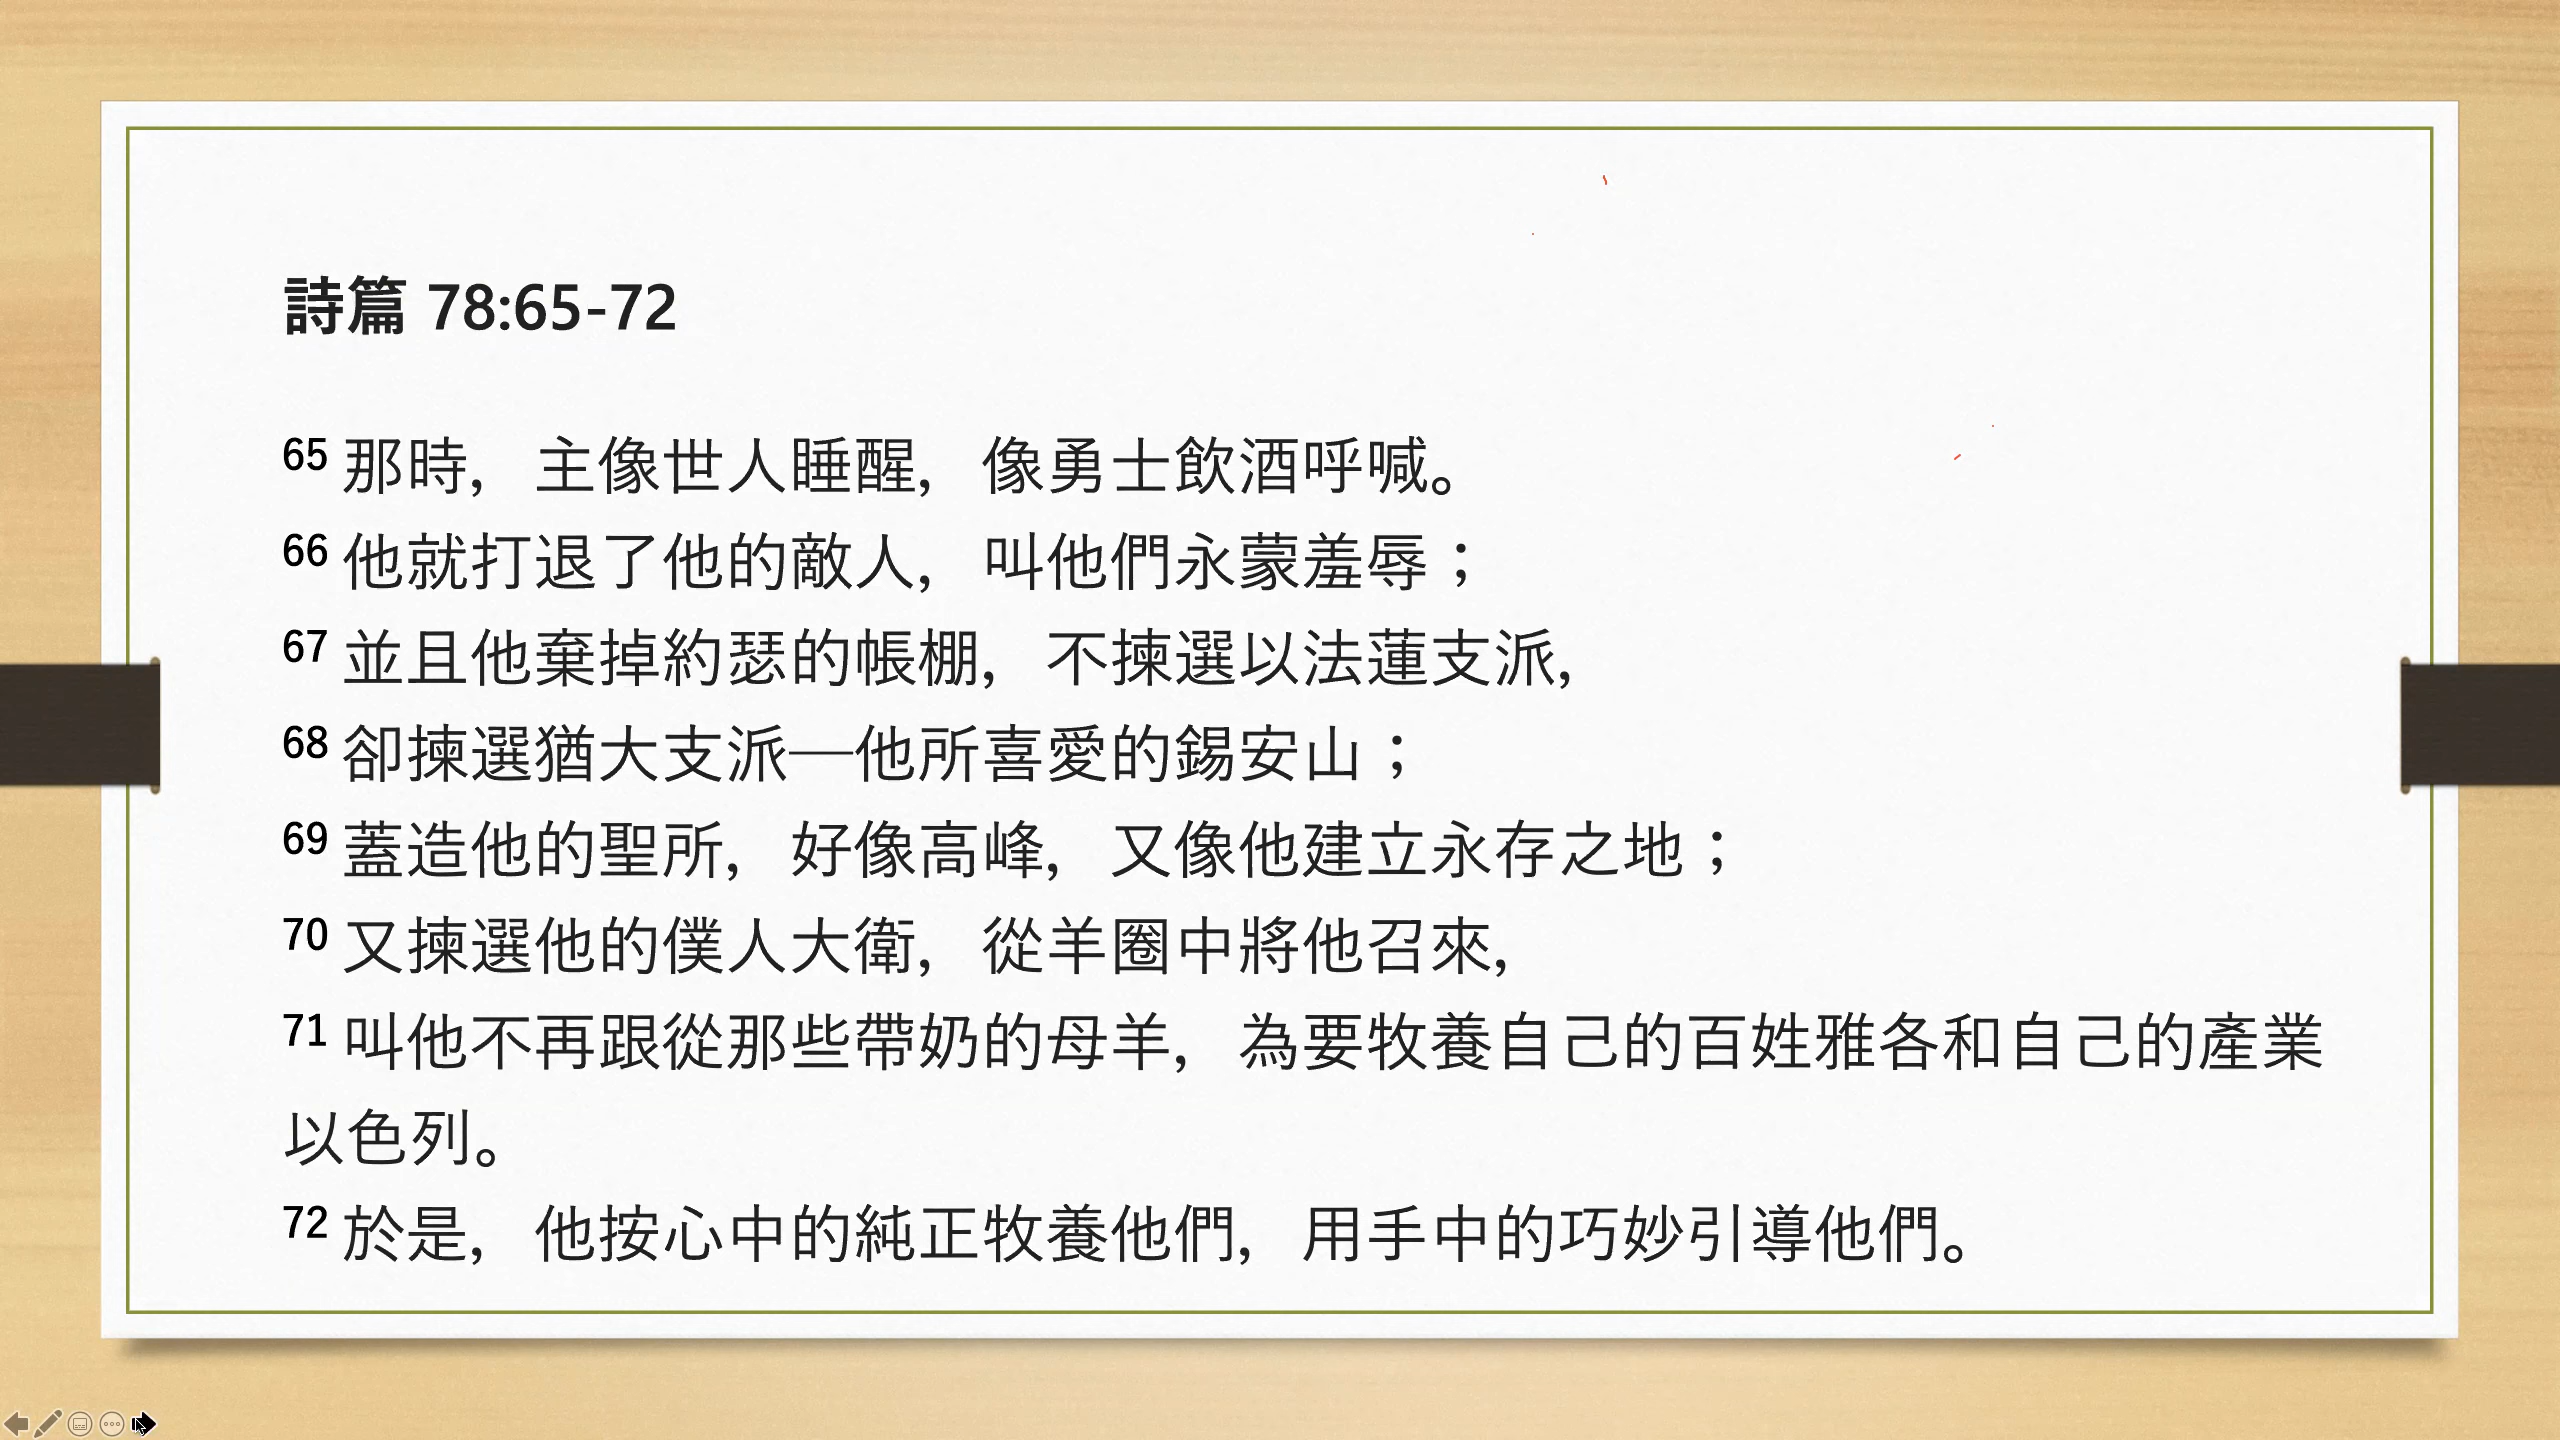 詩篇 78:65-72
65 那時，主像世人睡醒，像勇士飲酒呼喊。
66 他就打退了他的敵人，叫他們永蒙羞辱；
67 並且他棄掉約瑟的帳棚，不揀選以法蓮支派，
68 卻揀選猶大支派—他所喜愛的錫安山；
69 蓋造他的聖所，好像高峰，又像他建立永存之地；
70 又揀選他的僕人大衛，從羊圈中將他召來，
71 叫他不再跟從那些帶奶的母羊，為要牧養自己的百姓雅各和自己的產業
以色列。
72 於是，他按心中的純正牧養他們，用手中的巧妙引導他們。